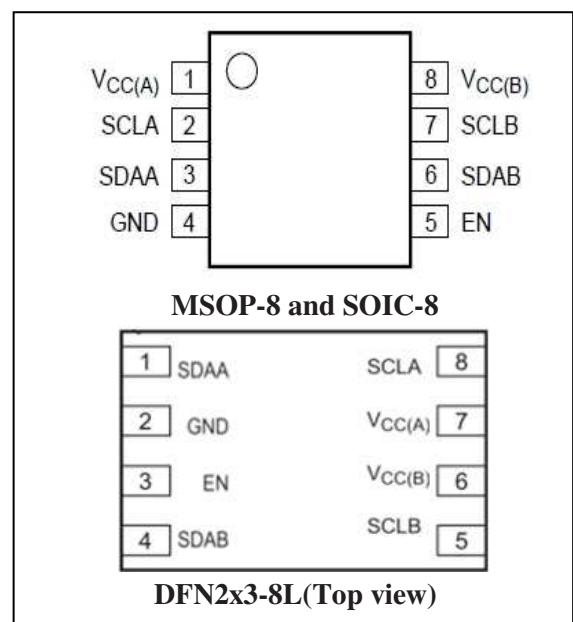 VCC(A) 1 8 VCC(B)
SCLA 2 7 SCLB
SDAA 3 6 SDAB
GND 4 5 EN
MSOP-8 and SOIC-8
1 SDAA SCLA 8
2 GND VCC(A) 7
3 EN VCC(B) 6
4 SDAB SCLB 5
DFN2x3-8L(Top view)